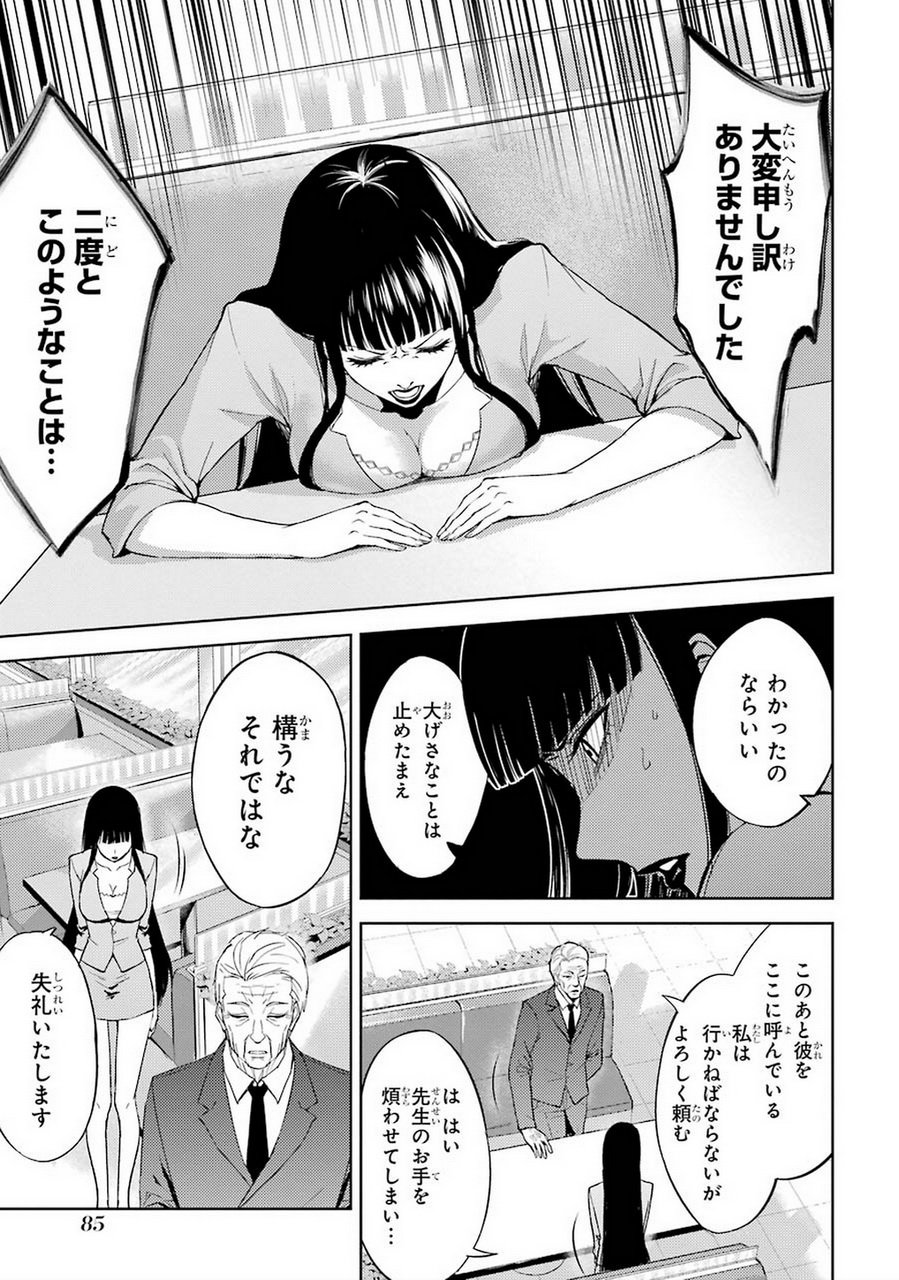 大変申し訳
ありませんでした
二度と
このようなことは…
わかったの
ならいい
大げさなことは
止めたまえ
このあと彼を
ここに呼んでいる
私は
行かねばならないが
よろしく頼む
は はい
先生のお手を
煩わせてしまい…
構うな
それではな
失礼いたします
85